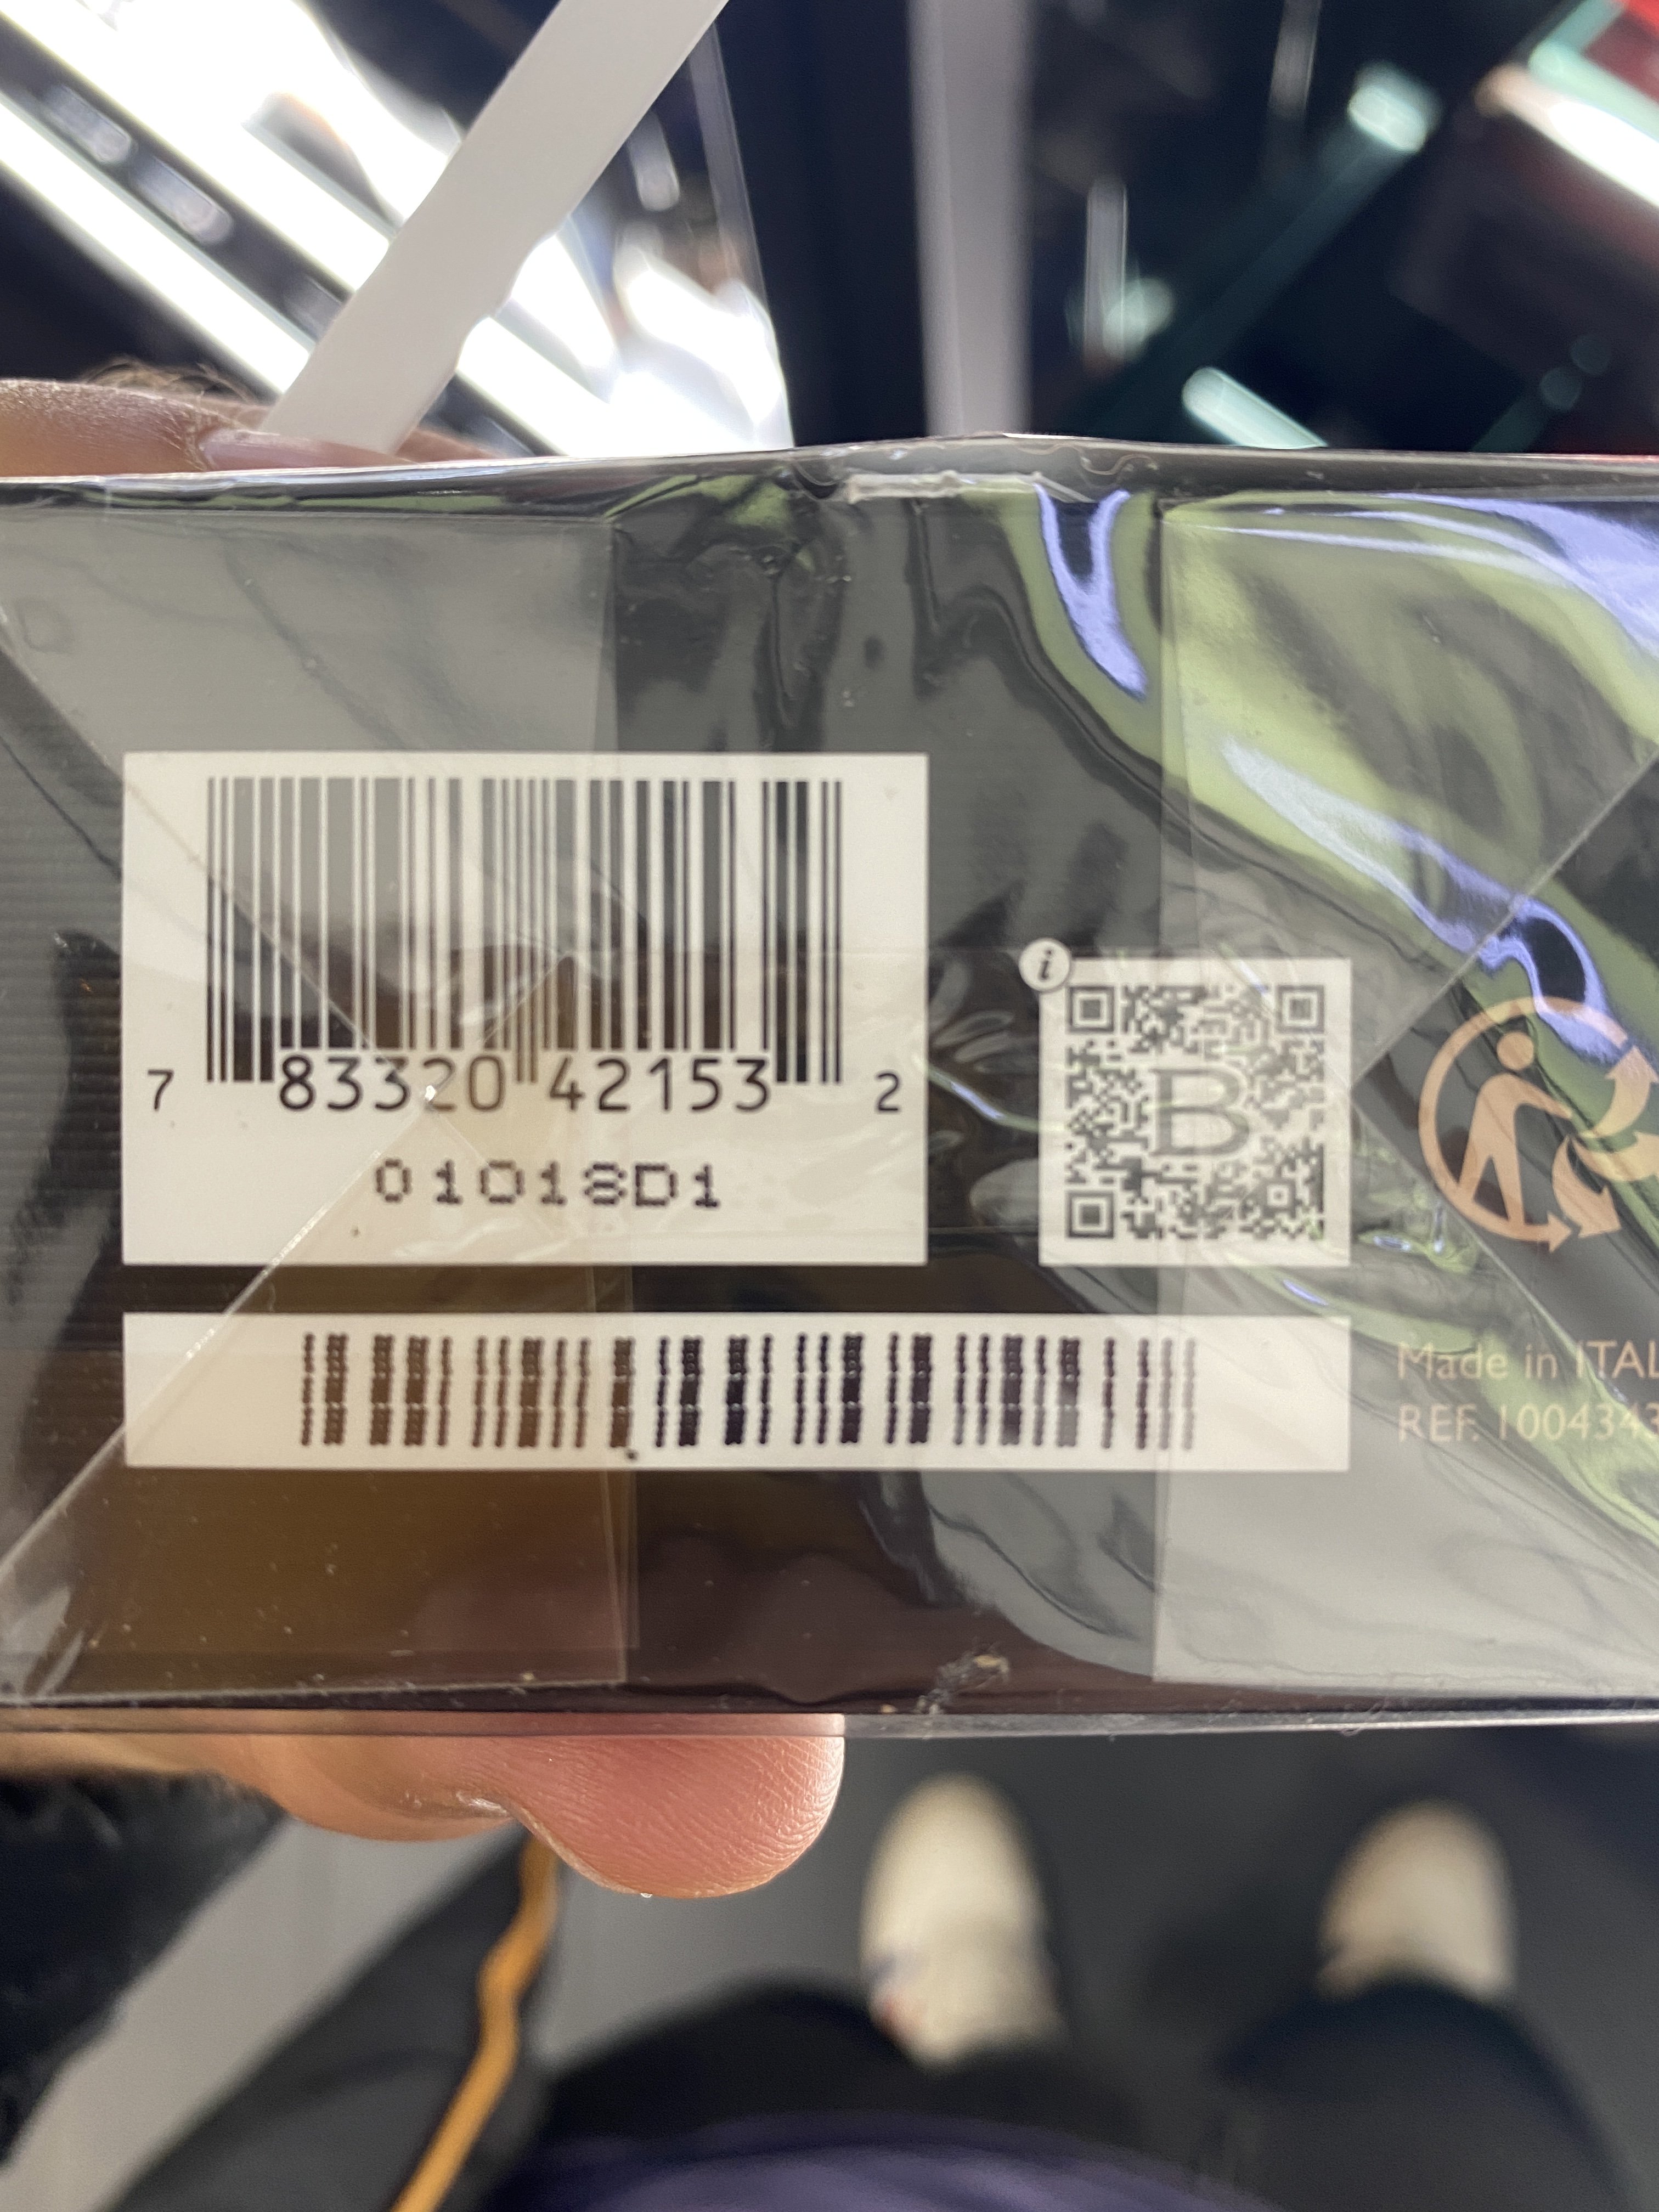 7 83320 42153 2
01018D1
i
B
Made in ITAL
REF. 1004343